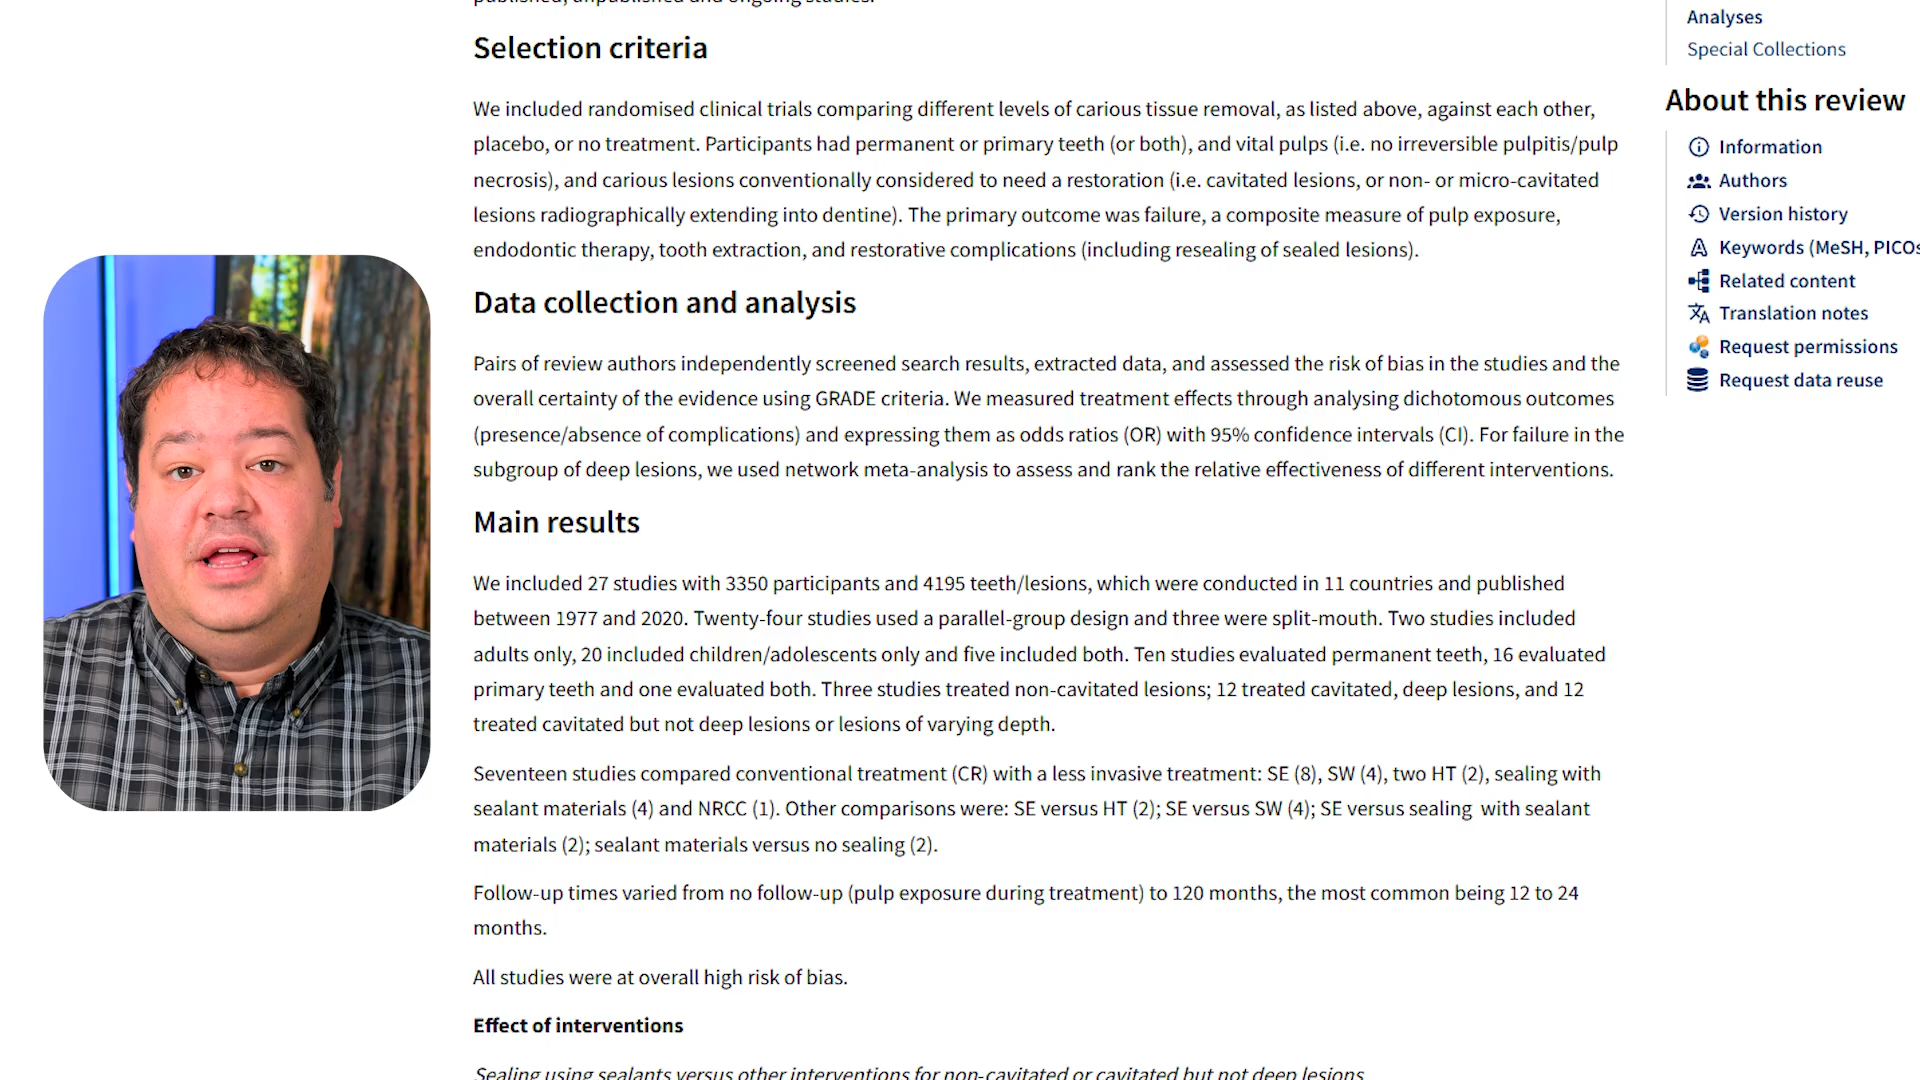 published, unpublished and ongoing studies.
Selection criteria
We included randomised clinical trials comparing different levels of carious tissue removal, as listed above, against each other,
placebo, or no treatment. Participants had permanent or primary teeth (or both), and vital pulps (i.e. no irreversible pulpitis/pulp
necrosis), and carious lesions conventionally considered to need a restoration (i.e. cavitated lesions, or non- or micro-cavitated
lesions radiographically extending into dentine). The primary outcome was failure, a composite measure of pulp exposure,
endodontic therapy, tooth extraction, and restorative complications (including resealing of sealed lesions).
Data collection and analysis
Pairs of review authors independently screened search results, extracted data, and assessed the risk of bias in the studies and the
overall certainty of the evidence using GRADE criteria. We measured treatment effects through analysing dichotomous outcomes
(presence/absence of complications) and expressing them as odds ratios (OR) with 95% confidence intervals (CI). For failure in the
subgroup of deep lesions, we used network meta-analysis to assess and rank the relative effectiveness of different interventions.
Main results
We included 27 studies with 3350 participants and 4195 teeth/lesions, which were conducted in 11 countries and published
between 1977 and 2020. Twenty-four studies used a parallel-group design and three were split-mouth. Two studies included
adults only, 20 included children/adolescents only and five included both. Ten studies evaluated permanent teeth, 16 evaluated
primary teeth and one evaluated both. Three studies treated non-cavitated lesions; 12 treated cavitated, deep lesions, and 12
treated cavitated but not deep lesions or lesions of varying depth.
Seventeen studies compared conventional treatment (CR) with a less invasive treatment: SE (8), SW (4), two HT (2), sealing with
sealant materials (4) and NRCC (1). Other comparisons were: SE versus HT (2); SE versus SW (4); SE versus sealing with sealant
materials (2); sealant materials versus no sealing (2).
Follow-up times varied from no follow-up (pulp exposure during treatment) to 120 months, the most common being 12 to 24
months.
All studies were at overall high risk of bias.
Effect of interventions
Sealing using sealants versus other interventions for non-cavitated or cavitated but not deep lesions
Analyses
Special Collections
About this review
Information
Authors
Version history
Keywords (MeSH, PICOs
Related content
Translation notes
Request permissions
Request data reuse